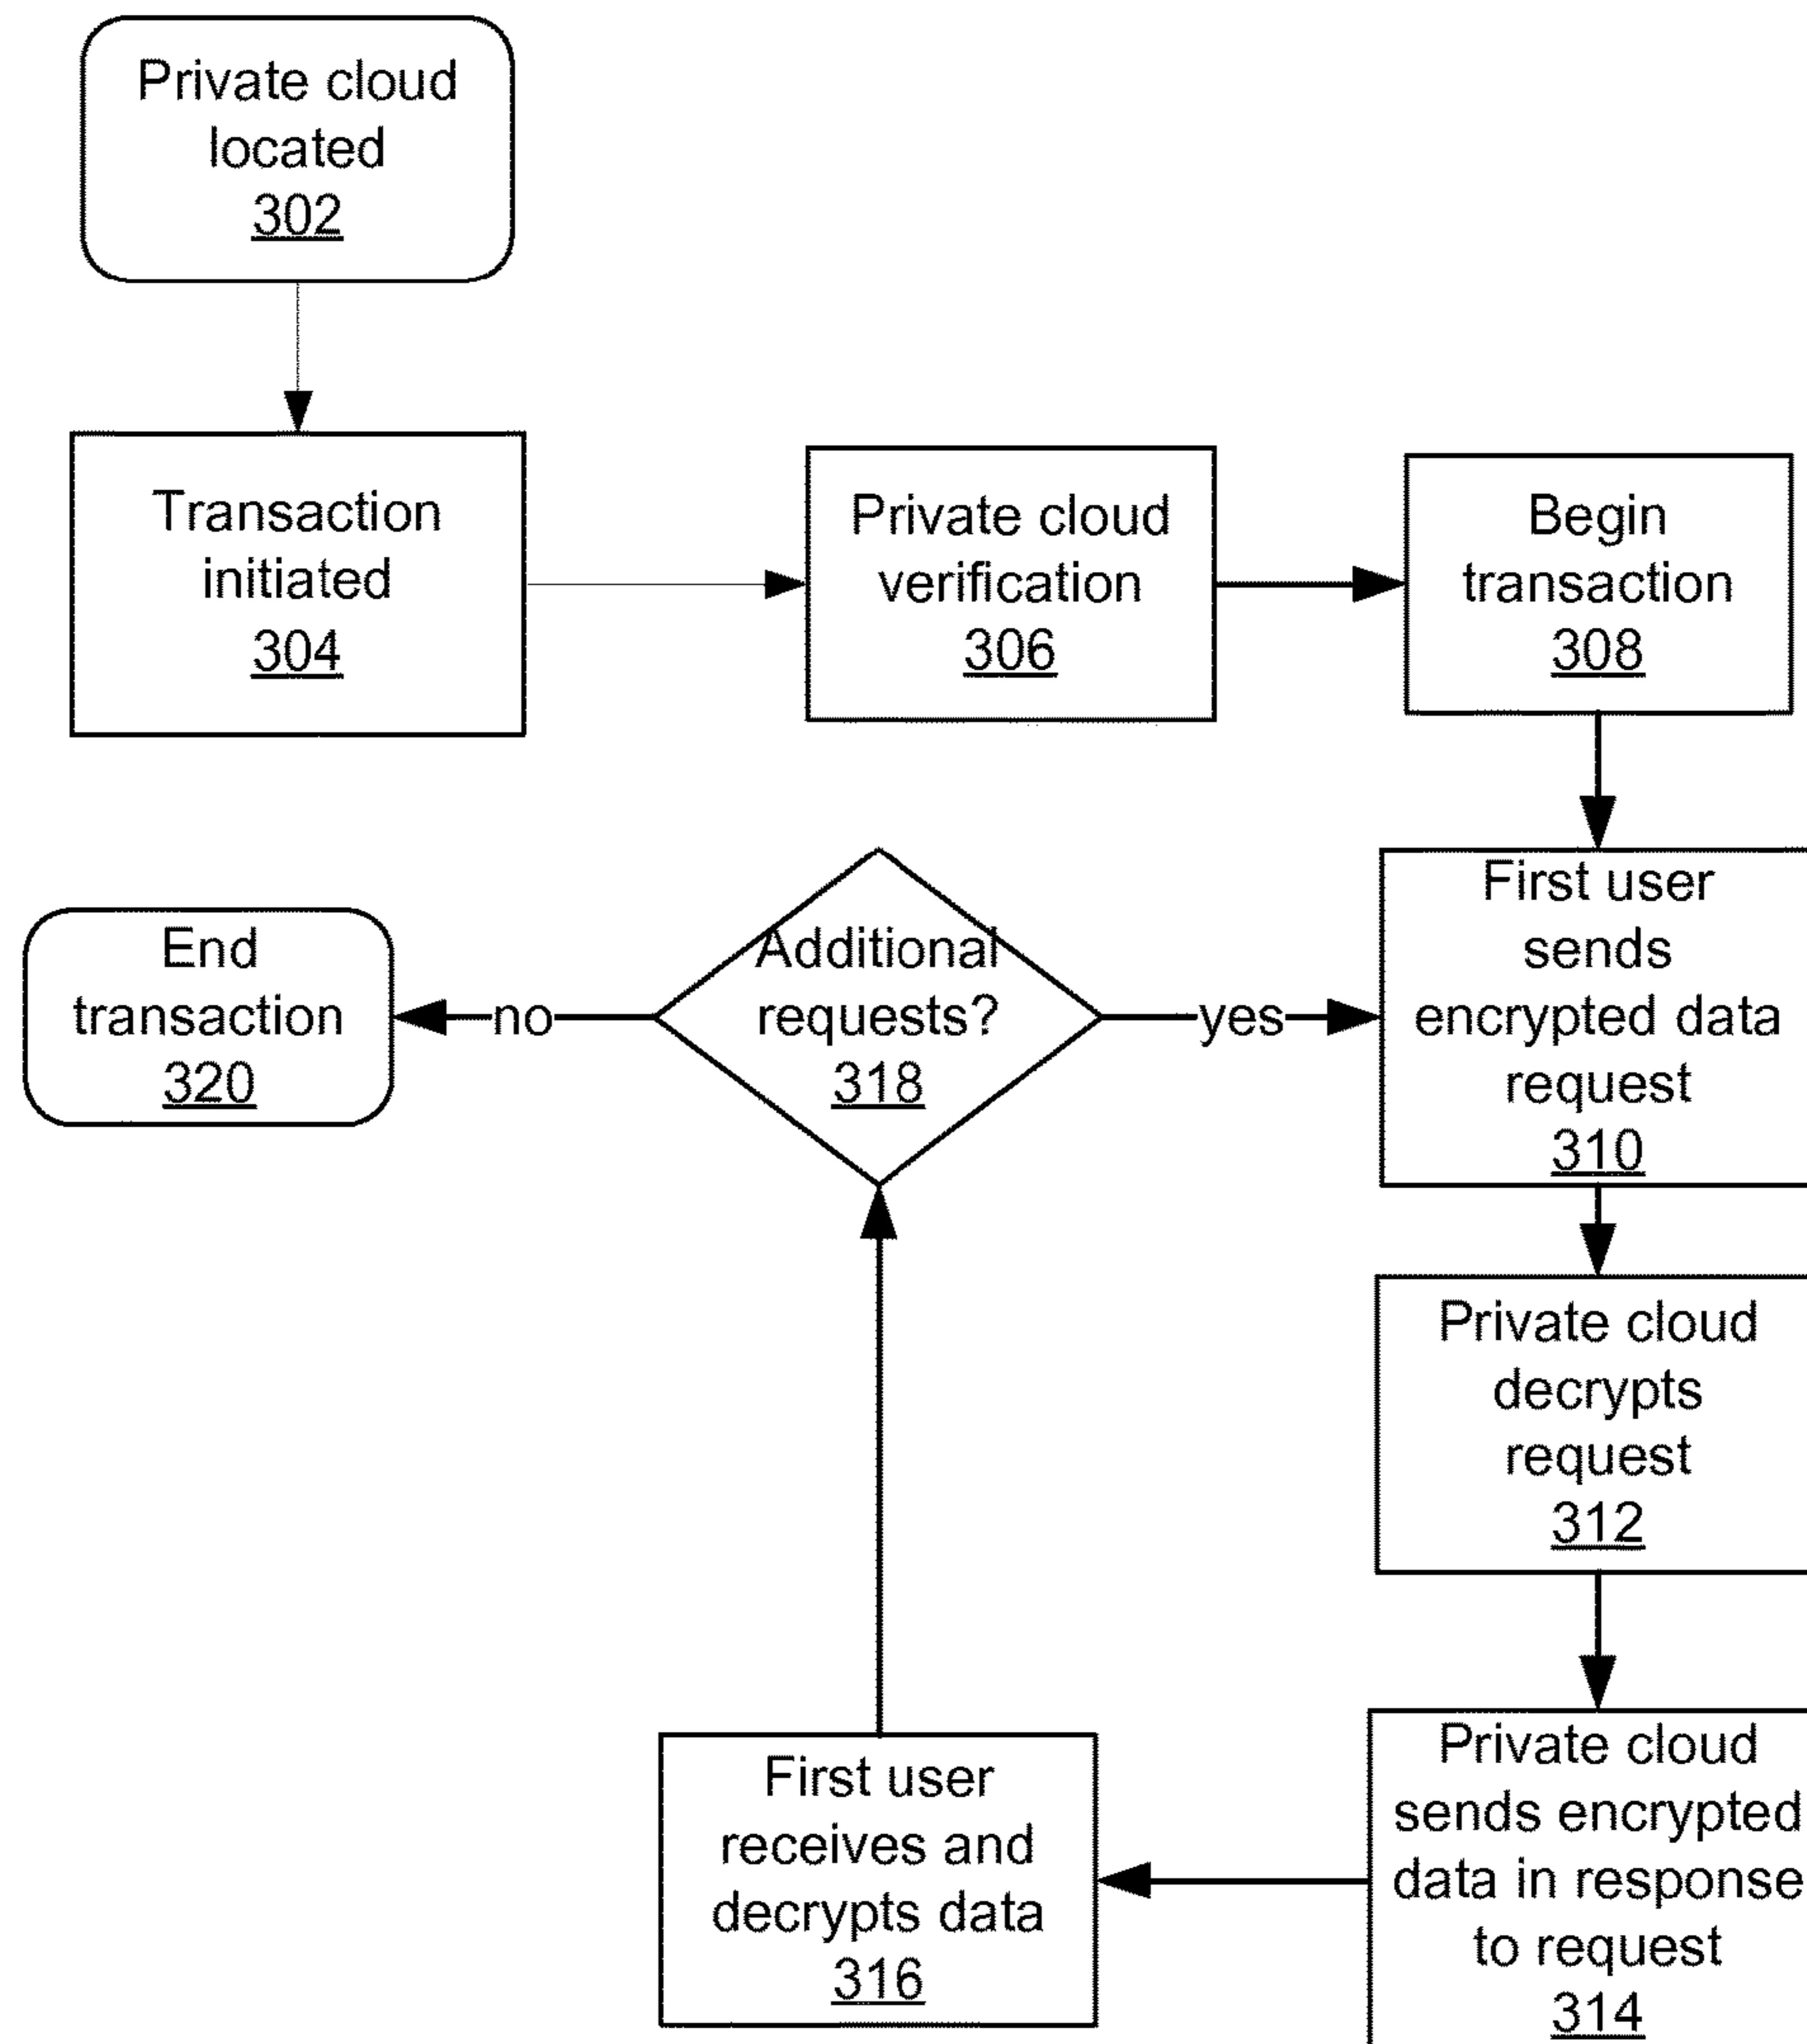 Private cloud
located
302
Transaction
initiated
304
Private cloud
verification
306
Begin
transaction
308
First user
sends
encrypted data
request
310
Private cloud
decrypts
request
312
Private cloud
sends encrypted
data in response
to request
314
First user
receives and
decrypts data
316
Additional
requests?
318
yes
no
End
transaction
320